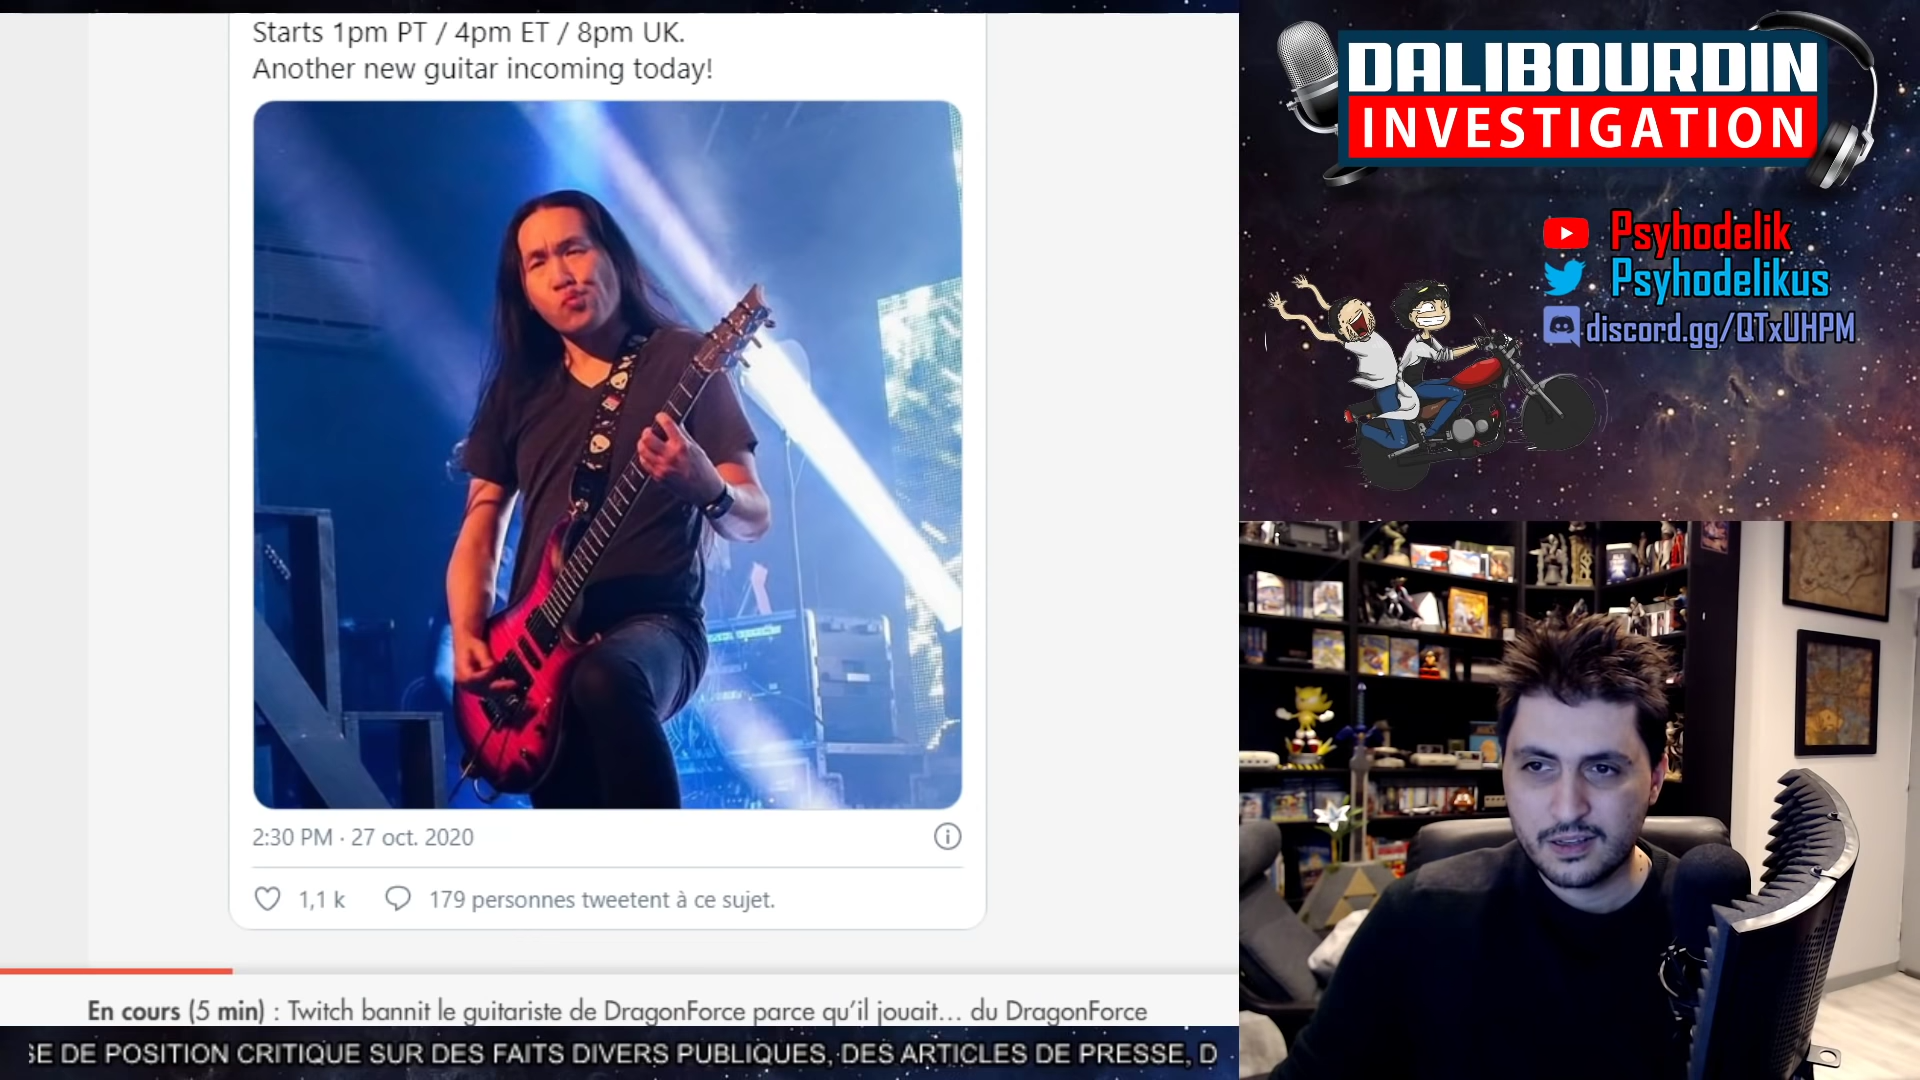 Starts 1pm PT / 4pm ET / 8pm UK.
Another new guitar incoming today!
2:30 PM · 27 oct. 2020
1,1 k
179 personnes tweetent à ce sujet.
En cours (5 min) : Twitch bannit le guitariste de DragonForce parce qu'il jouait... du DragonForce
DE POSITION CRITIQUE SUR DES FAITS DIVERS PUBLIQUES, DES ARTICLES DE PRESSE, D
DALIBOURDIN
INVESTIGATION
Psyhodelik
Psyhodelikus
discord.gg/QTxUHPM